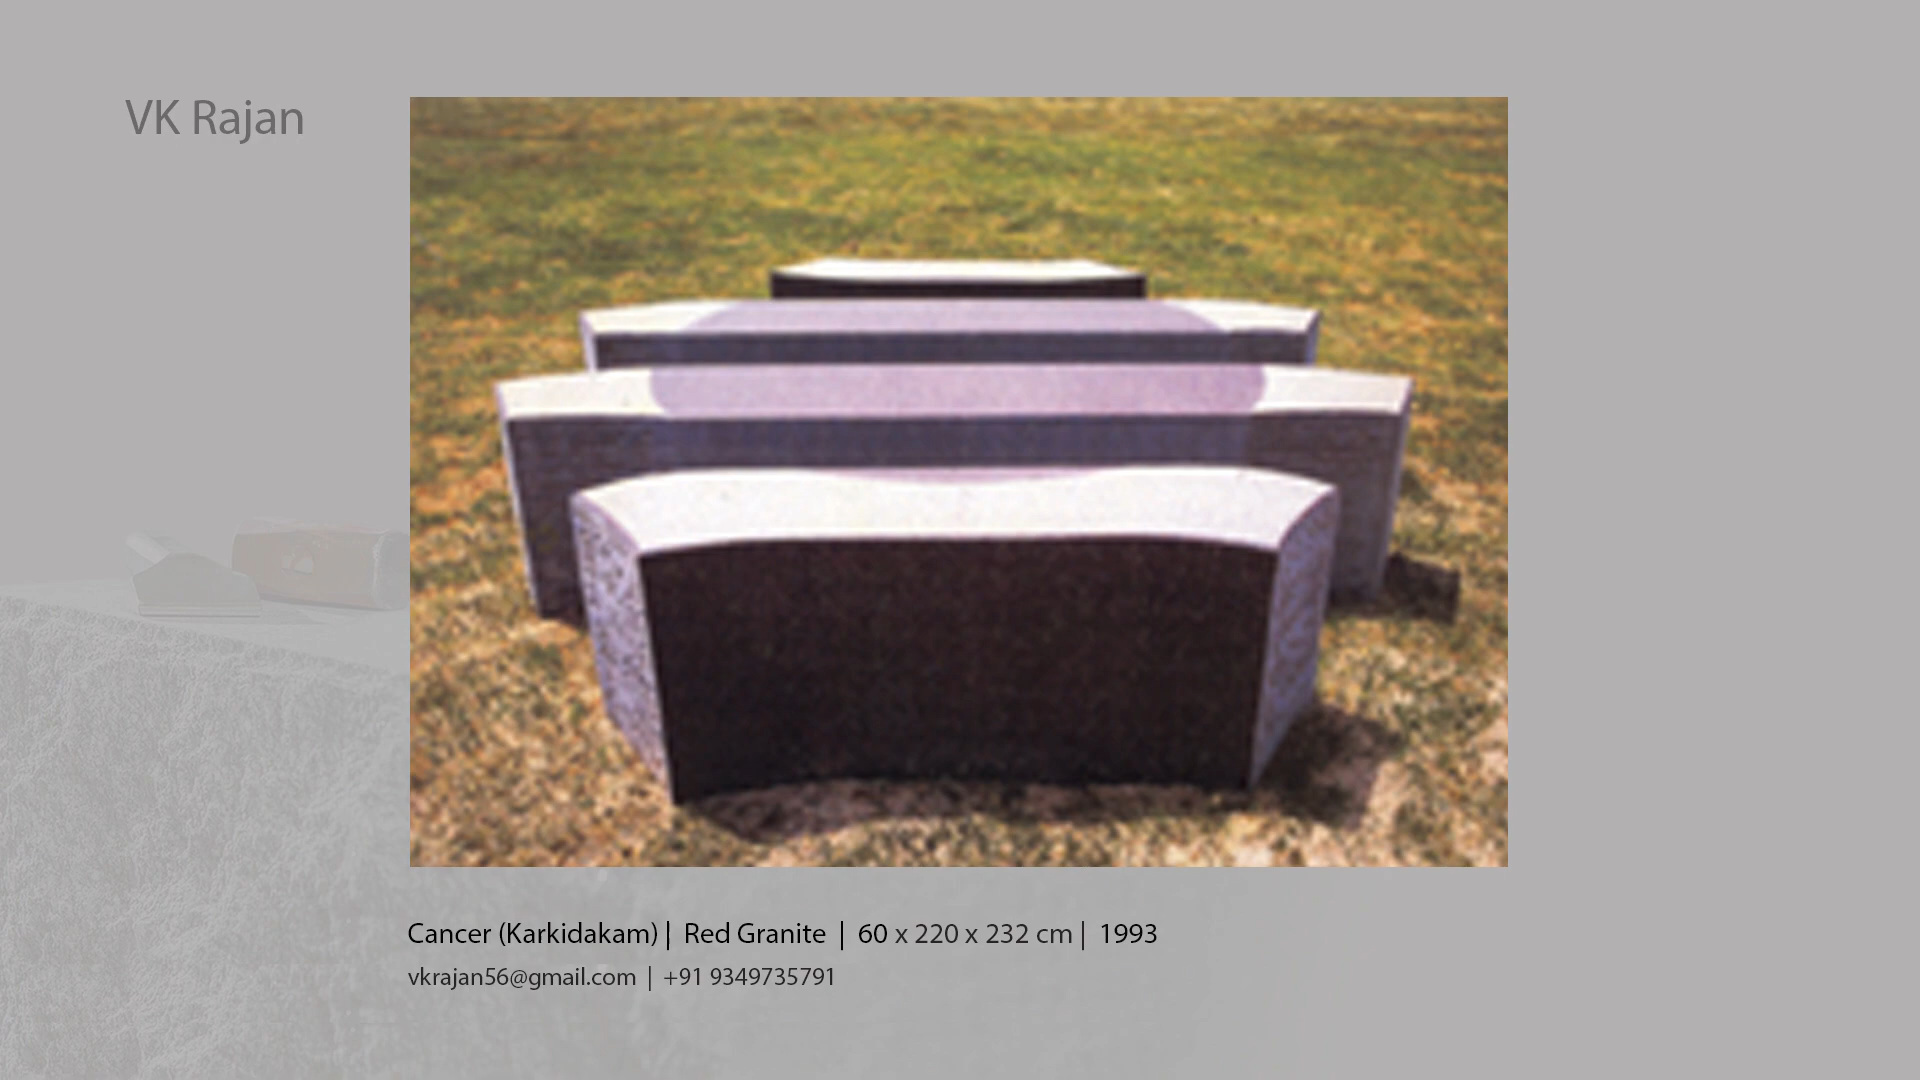 VK Rajan
Cancer (Karkidakam) | Red Granite | 60 x 220 x 232 cm | 1993
vkrajan56@gmail.com | +91 9349735791